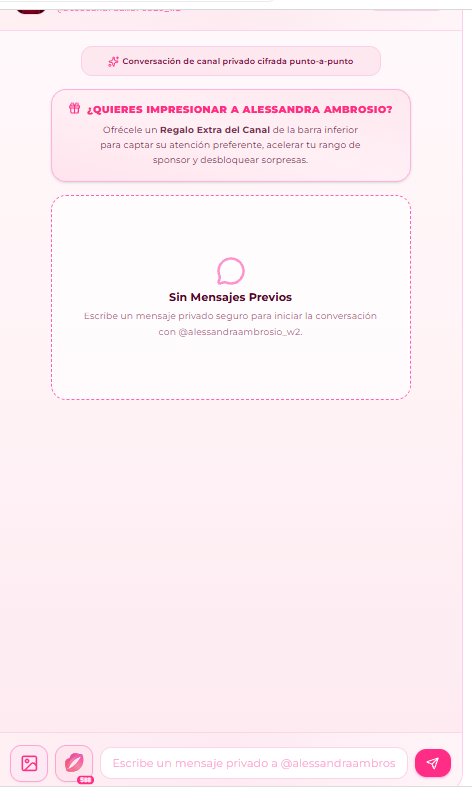 Conversación de canal privado cifrada punto-a-punto
¿QUIERES IMPRESIONAR A ALESSANDRA AMBROSIO?
Ofrécele un Regalo Extra del Canal de la barra inferior
para captar su atención preferente, acelerar tu rango de
sponsor y desbloquear sorpresas.
Sin Mensajes Previos
Escribe un mensaje privado seguro para iniciar la conversación
con @alessandraambrosio_w2.
Escribe un mensaje privado a @alessandraambros